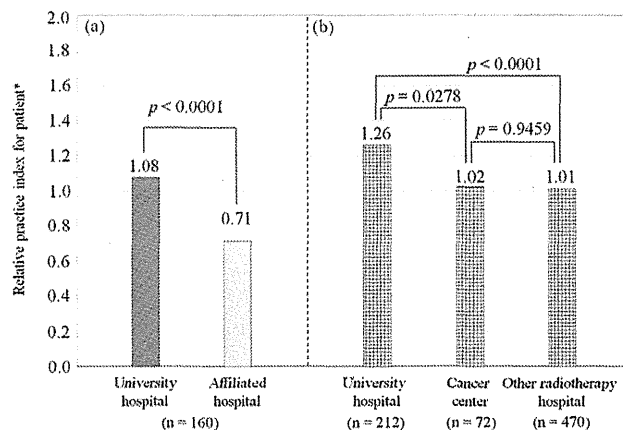 (a)
(b)
Relative practice index for patient*
2.0
1.8
1.6
1.4
1.2
1.0
0.8
0.6
0.4
0.2
0.0
p < 0.0001
1.08
0.71
p < 0.0001
p = 0.0278
p = 0.9459
1.26
1.02
1.01
University hospital
Affiliated hospital
(n = 160)
University hospital
(n = 212)
Cancer center
(n = 72)
Other radiotherapy hospital
(n = 470)